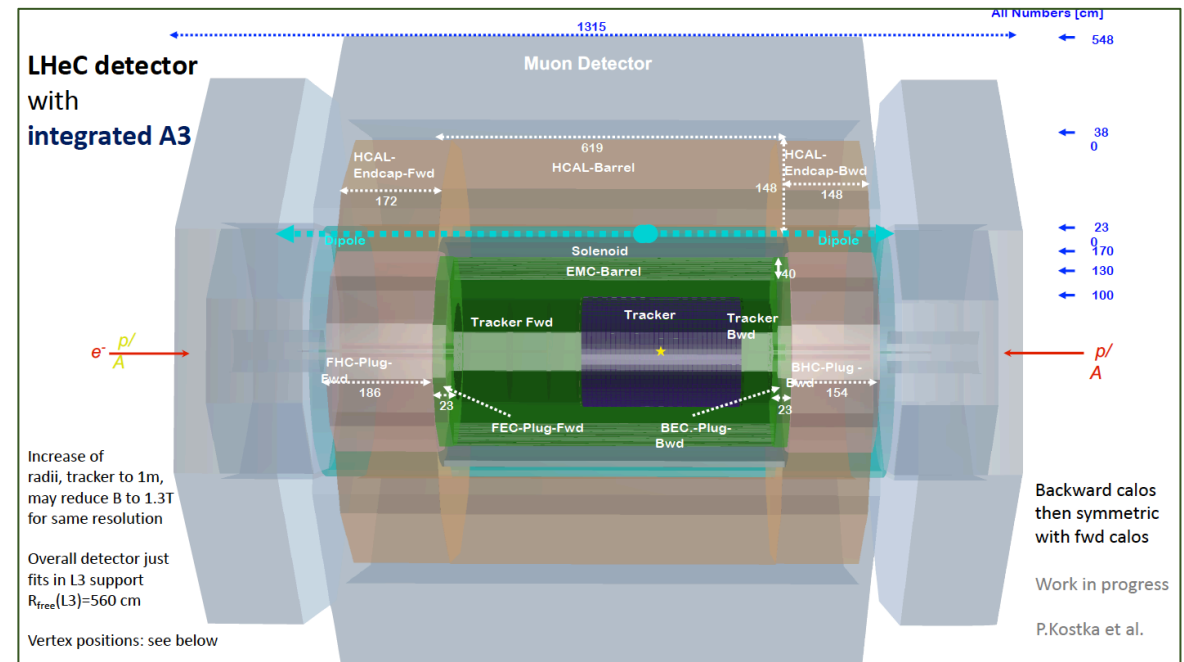 All Numbers [cm]
1315
548
LHeC detector
with
integrated A3
Muon Detector
38
0
619
HCAL-Barrel
HCAL-
Endcap-Fwd
172
HCAL-
Endcap-Bwd
148
148
23
0
Dipole
Dipole
Solenoid
170
EMC-Barrel
40
130
100
Tracker Fwd
Tracker
Tracker
Bwd
e- p/
A
p/
A
FHC-Plug-
Fwd
186
BHC-Plug -
Bwd
154
23
23
FEC-Plug-Fwd
BEC.-Plug-
Bwd
Increase of
radii, tracker to 1m,
may reduce B to 1.3T
for same resolution
Overall detector just
fits in L3 support
Rfree(L3)=560 cm
Vertex positions: see below
Backward calos
then symmetric
with fwd calos
Work in progress
P.Kostka et al.